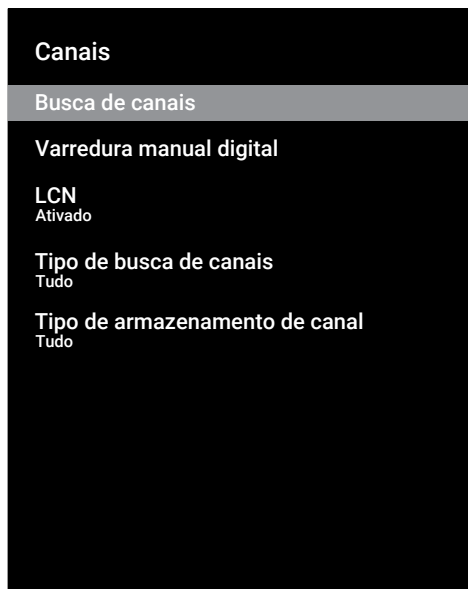 Canais
Busca de canais
Varredura manual digital
LCN
Ativado
Tipo de busca de canais
Tudo
Tipo de armazenamento de canal
Tudo